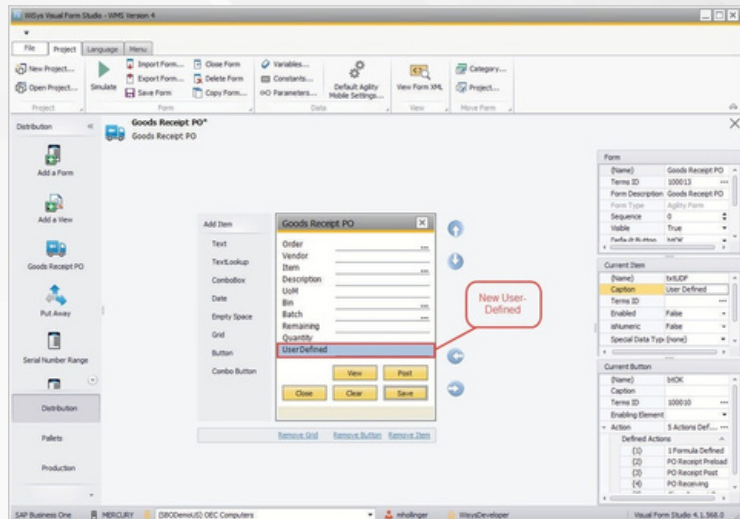 WiSys Visual Form Studio - WMS Version 4
File Project Language Menu
New Project...
Open Project...
Project
Simulate
Import Form...
Export Form...
Save Form
Close Form
Delete Form
Copy Form...
Form
Variables...
Constants...
Parameters...
Default Agility
Mobile Settings...
Data
View Form XML
View
Category...
Project...
Move Form
Distribution
Add a Form
Add a View
Goods Receipt PO
Put Away
Serial Number Range
Distribution
Pallets
Production
Goods Receipt PO*
Goods Receipt PO
Add Item
Text
TextLookup
ComboBox
Date
Empty Space
Grid
Button
Combo Button
Goods Receipt PO
Order
Vendor
Item
Description
UoM
Bin
Batch
Remaining
Quantity
User Defined
View Post
Close Clear Save
Remove Grid Remove Button Remove Item
New User-
Defined
Form
(Name) Goods Receipt PO
Terms ID 100013
Form Description Goods Receipt PO
Form Type Agility Form
Sequence 0
Visible True
Default Button btOK
Current Item
(Name) txtUDF
Caption User Defined
Terms ID
Enabled False
isNumeric False
Special Data Type (none)
Current Button
(Name) btOK
Caption
Terms ID 100010
Enabling Element
Action 5 Actions Def...
Defined Actions
(1) 1 Formula Defined
(2) PO Receipt Preload
(3) PO Receipt Post
(4) PO Receiving
SAP Business One MERCURY (SBODemoUS) OEC Computers mhollinger WisysDeveloper Visual Form Studio 4.1.568.0